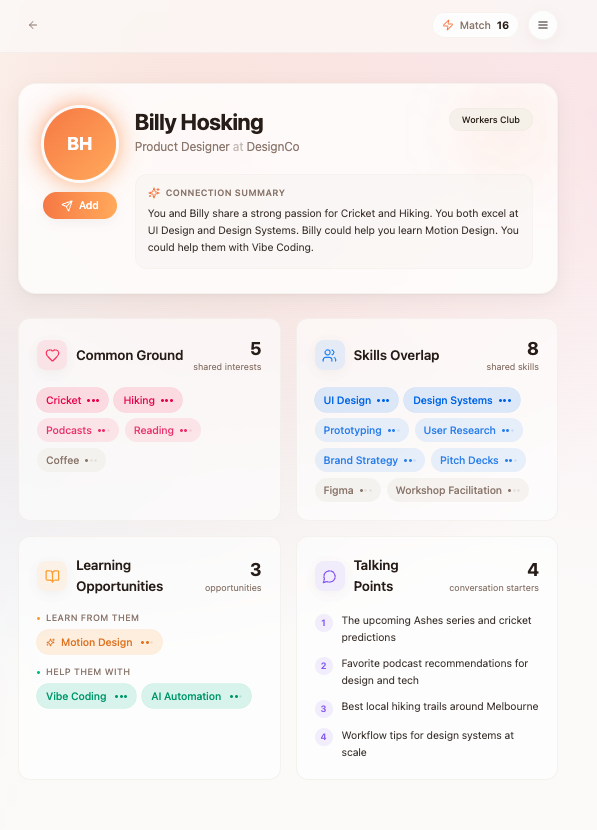 Match 16
BH
Billy Hosking
Workers Club
Product Designer at DesignCo
Add
CONNECTION SUMMARY
You and Billy share a strong passion for Cricket and Hiking. You both excel at
UI Design and Design Systems. Billy could help you learn Motion Design. You
could help them with Vibe Coding.
Common Ground
5
shared interests
Cricket
Hiking
Podcasts
Reading
Coffee
Skills Overlap
8
shared skills
UI Design
Design Systems
Prototyping
User Research
Brand Strategy
Pitch Decks
Figma
Workshop Facilitation
Learning
Opportunities
3
opportunities
LEARN FROM THEM
Motion Design
HELP THEM WITH
Vibe Coding
AI Automation
Talking
Points
4
conversation starters
1 The upcoming Ashes series and cricket
predictions
2 Favorite podcast recommendations for
design and tech
3 Best local hiking trails around Melbourne
4 Workflow tips for design systems at
scale